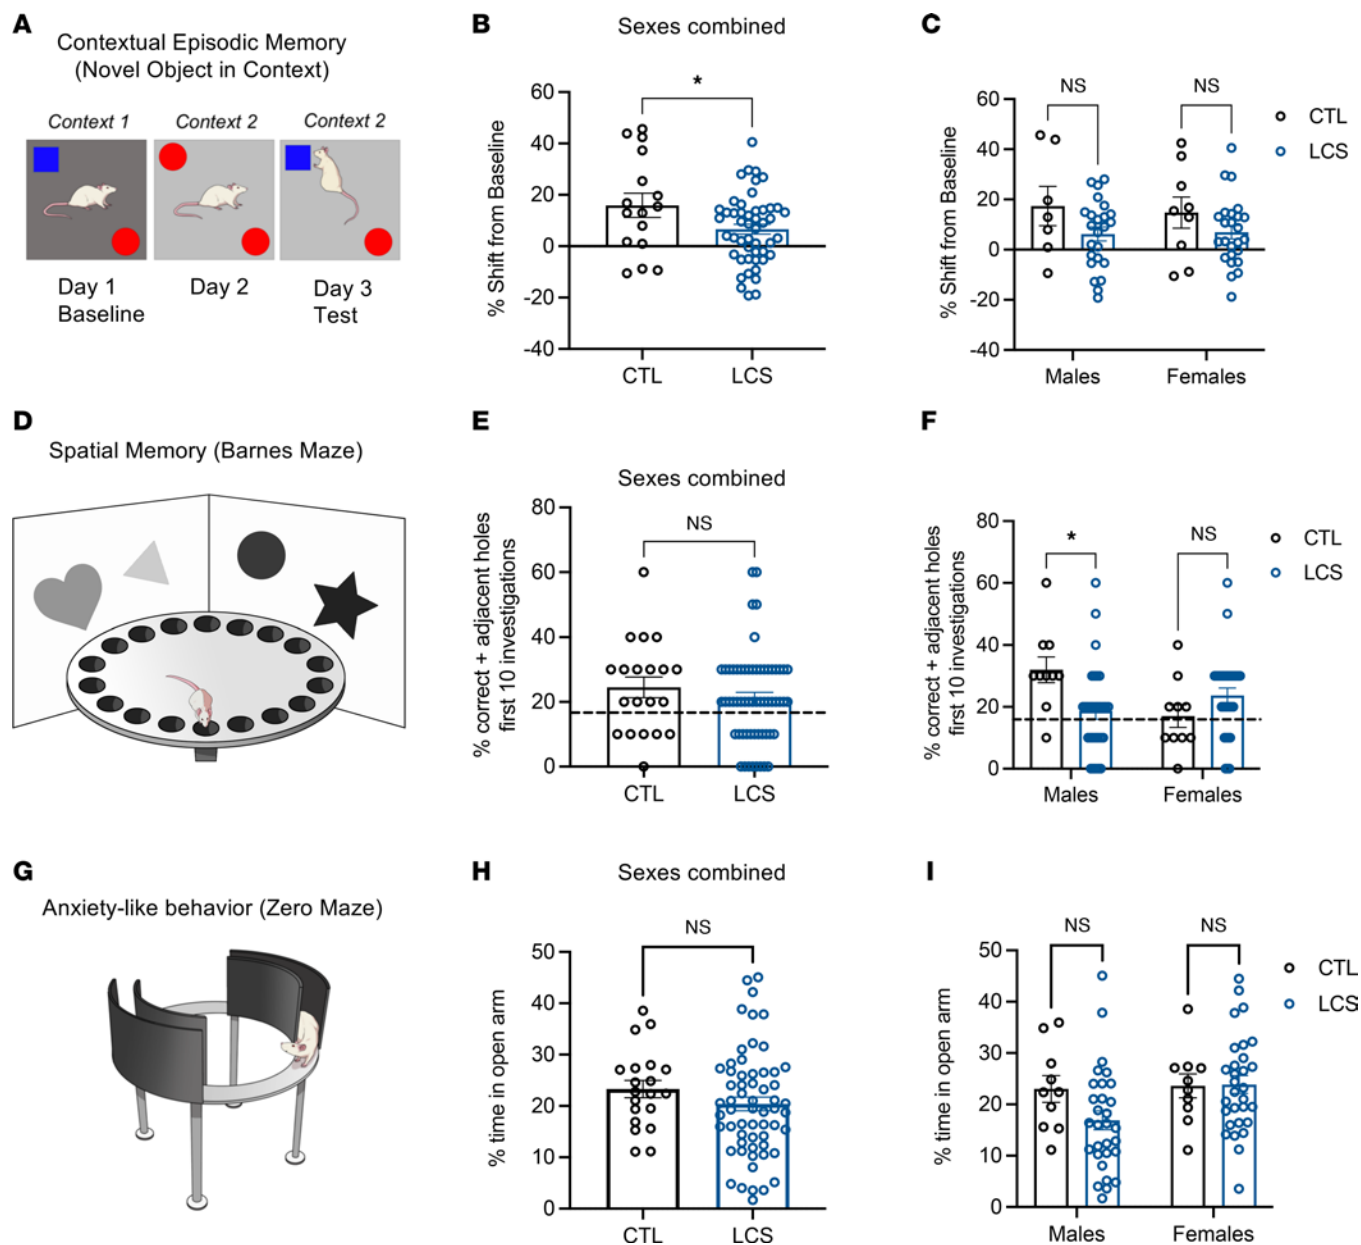 A
Contextual Episodic Memory
(Novel Object in Context)
Context 1
Context 2
Context 2
Day 1
Baseline
Day 2
Day 3
Test
B
Sexes combined
*
% Shift from Baseline
60
40
20
0
-20
-40
CTL
LCS
C
NS
NS
CTL
LCS
% Shift from Baseline
60
40
20
0
-20
-40
Males
Females
D
Spatial Memory (Barnes Maze)
E
Sexes combined
NS
% correct + adjacent holes
first 10 investigations
80
60
40
20
0
CTL
LCS
F
*
NS
CTL
LCS
% correct + adjacent holes
first 10 investigations
80
60
40
20
0
Males
Females
G
Anxiety-like behavior (Zero Maze)
H
Sexes combined
NS
% time in open arm
50
40
30
20
10
0
CTL
LCS
I
NS
NS
CTL
LCS
% time in open arm
50
40
30
20
10
0
Males
Females